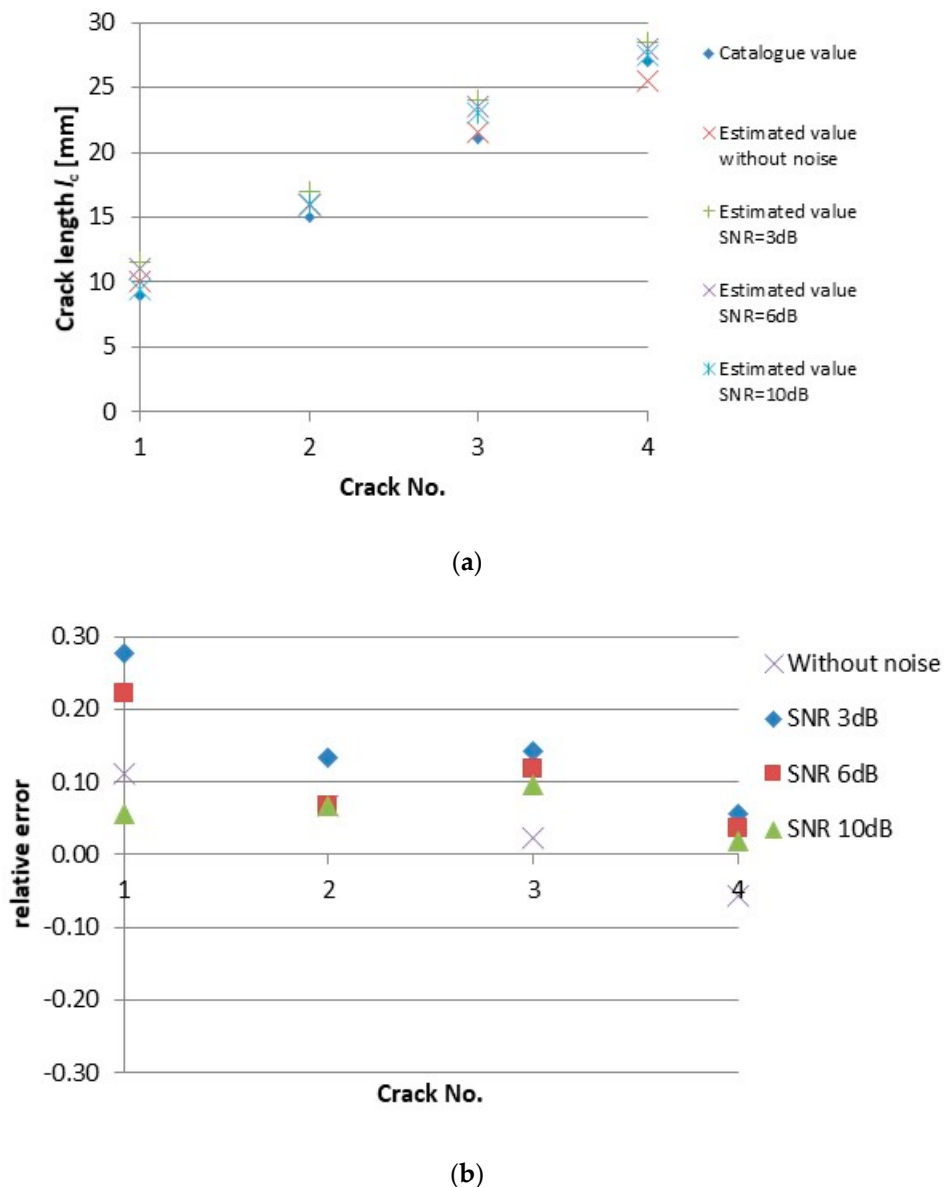 30
25
20
15
10
5
0
Crack length lc [mm]
1 2 3 4
Crack No.
Catalogue value
Estimated value
without noise
Estimated value
SNR=3dB
Estimated value
SNR=6dB
Estimated value
SNR=10dB
(a)
0.30
0.20
0.10
0.00
-0.10
-0.20
-0.30
relative error
1 2 3 4
Crack No.
Without noise
SNR 3dB
SNR 6dB
SNR 10dB
(b)